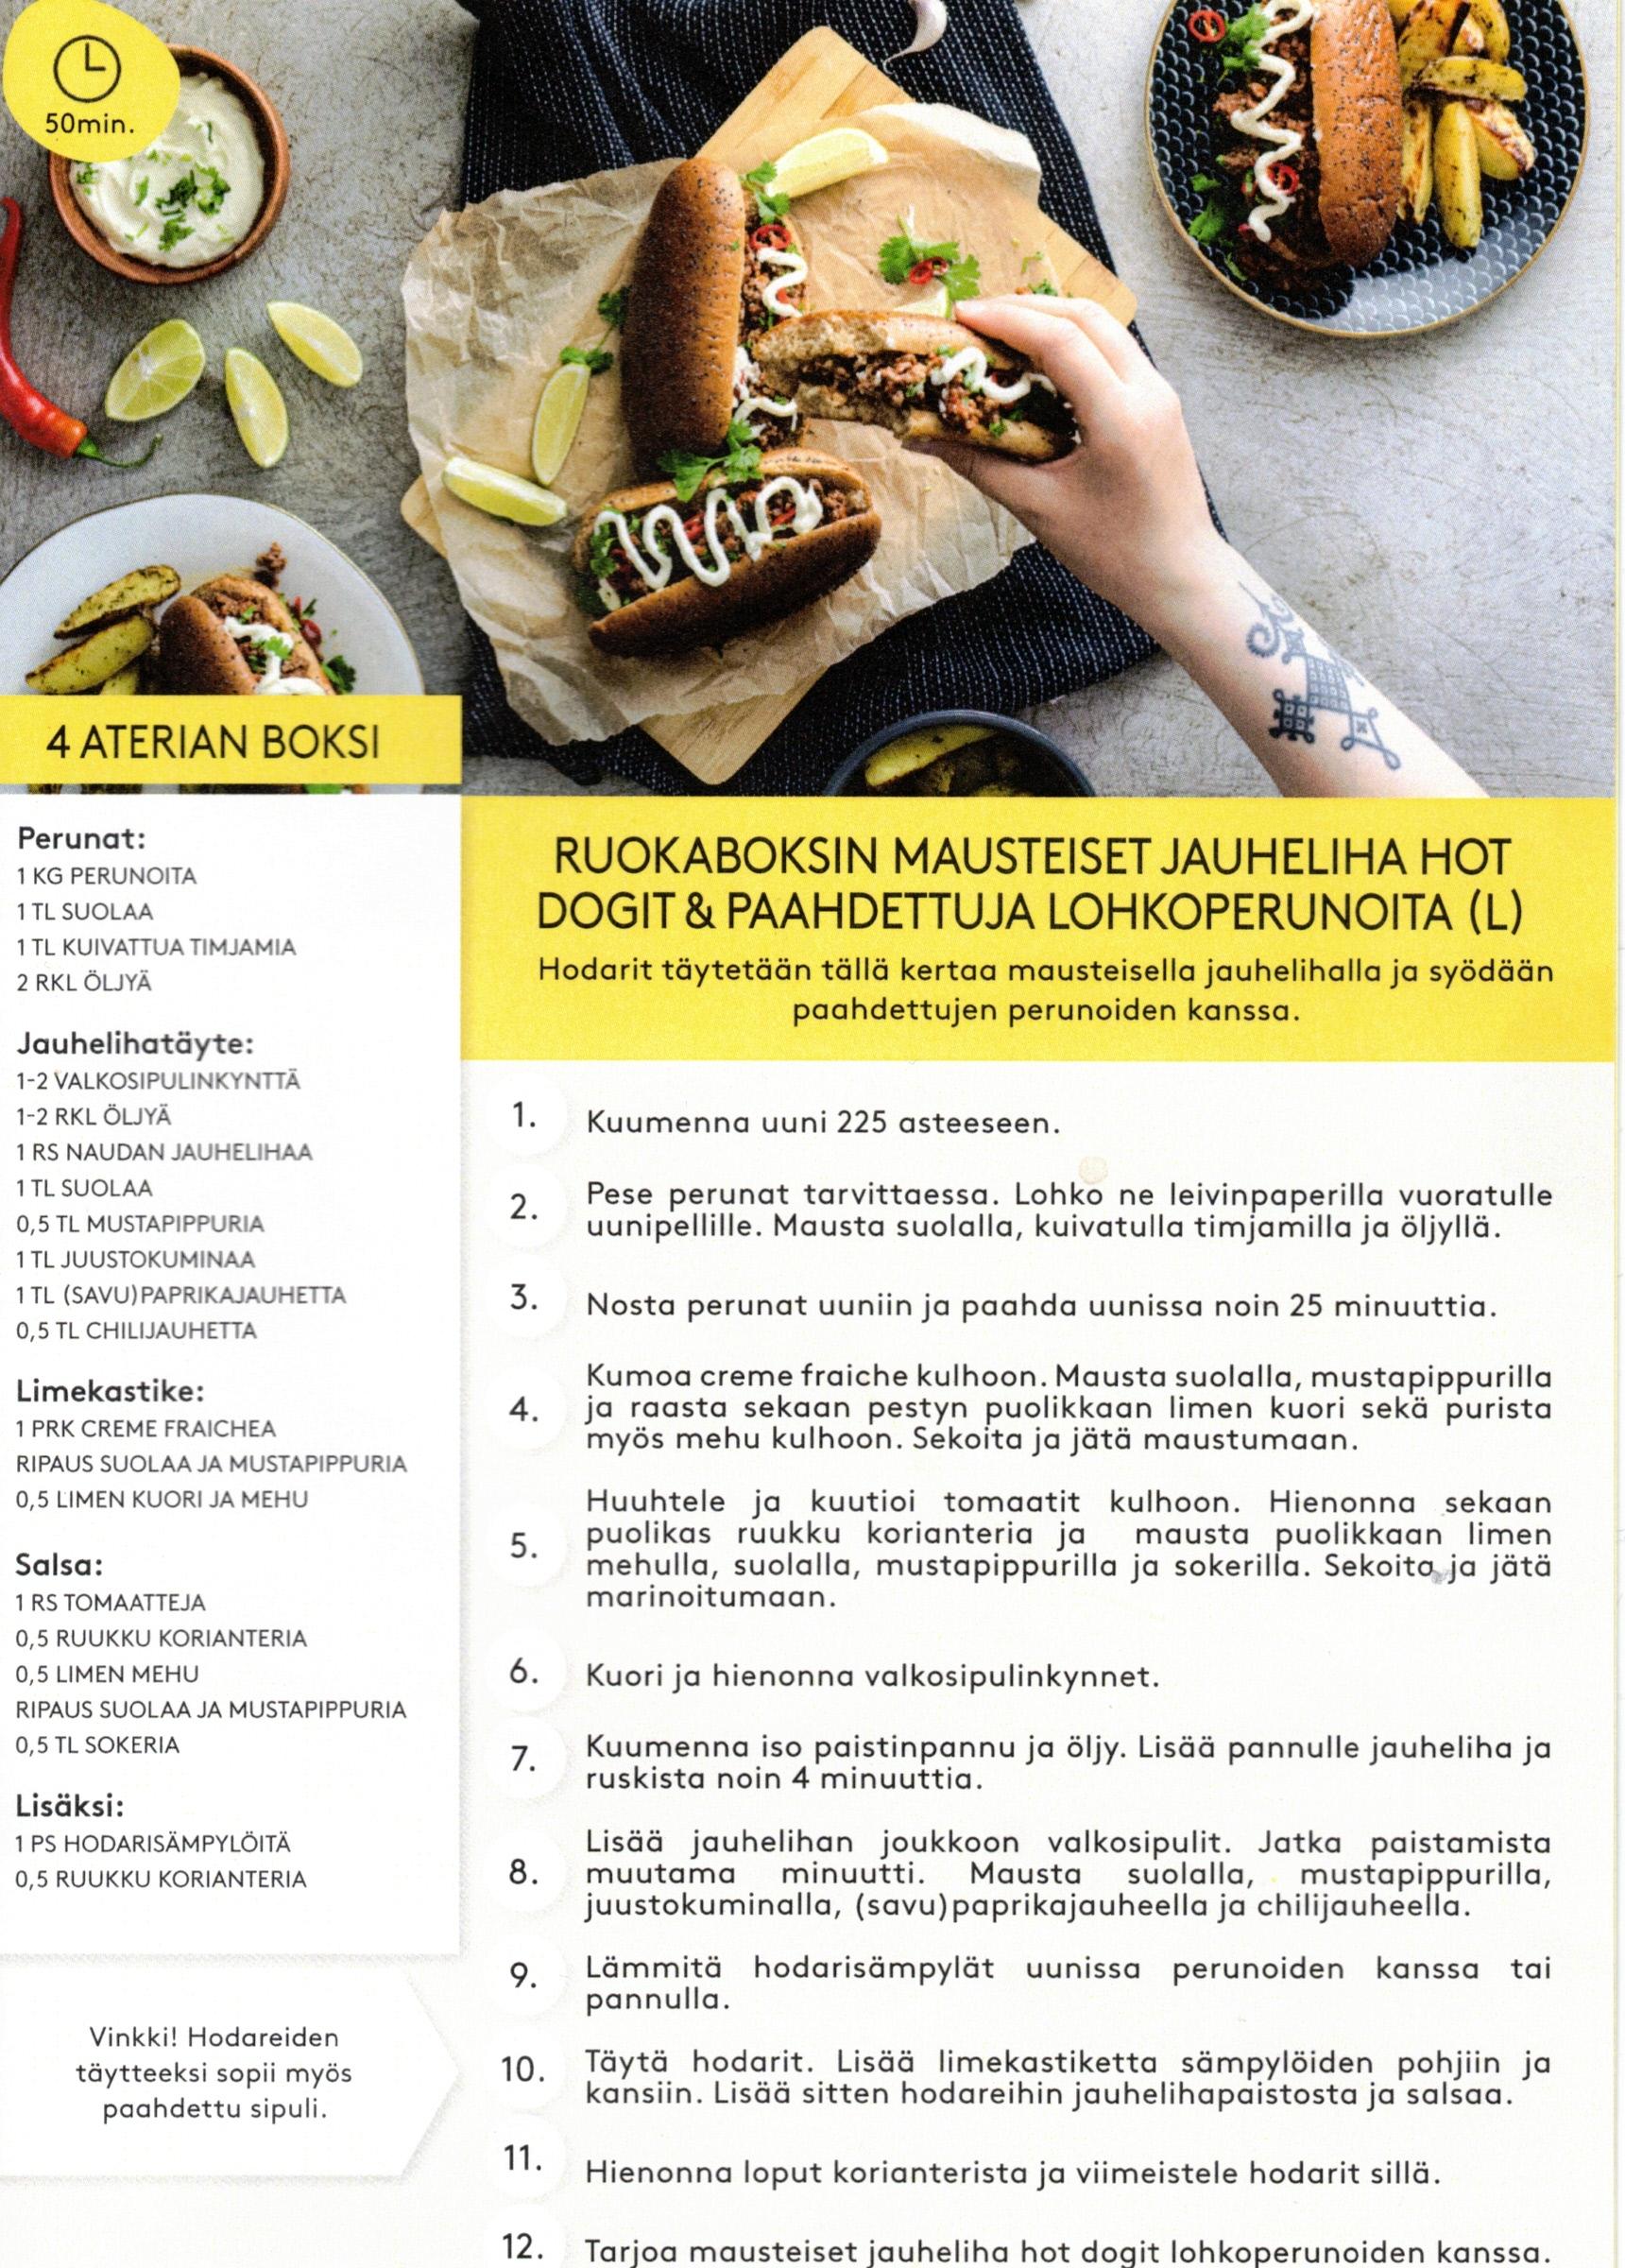 50min.
4 ATERIAN BOKSI
Perunat:
1 KG PERUNOITA
1 TL SUOLAA
1 TL KUIVATTUA TIMJAMIA
2 RKL ÖLJYÄ
Jauhelihatäyte:
1-2 VALKOSIPULINKYNTTÄ
1-2 RKL ÖLJYÄ
1 RS NAUDAN JAUHELIHAA
1 TL SUOLAA
0,5 TL MUSTAPIPPURIA
1 TL JUUSTOKUMINAA
1 TL (SAVU)PAPRIKAJAUHETTA
0,5 TL CHILIJAUHETTA
Limekastike:
1 PRK CREME FRAICHEA
RIPAUS SUOLAA JA MUSTAPIPPURIA
0,5 LIMEN KUORI JA MEHU
Salsa:
1 RS TOMAATTEJA
0,5 RUUKKU KORIANTERIA
0,5 LIMEN MEHU
RIPAUS SUOLAA JA MUSTAPIPPURIA
0,5 TL SOKERIA
Lisäksi:
1 PS HODARISÄMPYLÖITÄ
0,5 RUUKKU KORIANTERIA
Vinkki! Hodareiden
täytteeksi sopii myös
paahdettu sipuli.
RUOKABOKSIN MAUSTEISET JAUHELIHA HOT
DOGIT & PAAHDETTUJA LOHKOPERUNOITA (L)
Hodarit täytetään tällä kertaa mausteisella jauhelihalla ja syödään
paahdettujen perunoiden kanssa.
1. Kuumenna uuni 225 asteeseen.
2. Pese perunat tarvittaessa. Lohko ne leivinpaperilla vuoratulle
uunipellille. Mausta suolalla, kuivatulla timjamilla ja öljyllä.
3. Nosta perunat uuniin ja paahda uunissa noin 25 minuuttia.
4. Kumoa creme fraiche kulhoon. Mausta suolalla, mustapippurilla
ja raasta sekaan pestyn puolikkaan limen kuori sekä purista
myös mehu kulhoon. Sekoita ja jätä maustumaan.
5. Huuhtele ja kuutioi tomaatit kulhoon. Hienonna sekaan
puolikas ruukku korianteria ja mausta puolikkaan limen
mehulla, suolalla, mustapippurilla ja sokerilla. Sekoita ja jätä
marinoitumaan.
6. Kuori ja hienonna valkosipulinkynnet.
7. Kuumenna iso paistinpannu ja öljy. Lisää pannulle jauheliha ja
ruskista noin 4 minuuttia.
8. Lisää jauhelihan joukkoon valkosipulit. Jatka paistamista
muutama minuutti. Mausta suolalla, mustapippurilla,
juustokuminalla, (savu)paprikajauheella ja chilijauheella.
9. Lämmitä hodarisämpylät uunissa perunoiden kanssa tai
pannulla.
10. Täytä hodarit. Lisää limekastiketta sämpylöiden pohjiin ja
kansiin. Lisää sitten hodareihin jauhelihapaistosta ja salsaa.
11. Hienonna loput korianterista ja viimeistele hodarit sillä.
12. Tarjoa mausteiset jauheliha hot dogit lohkoperunoiden kanssa.